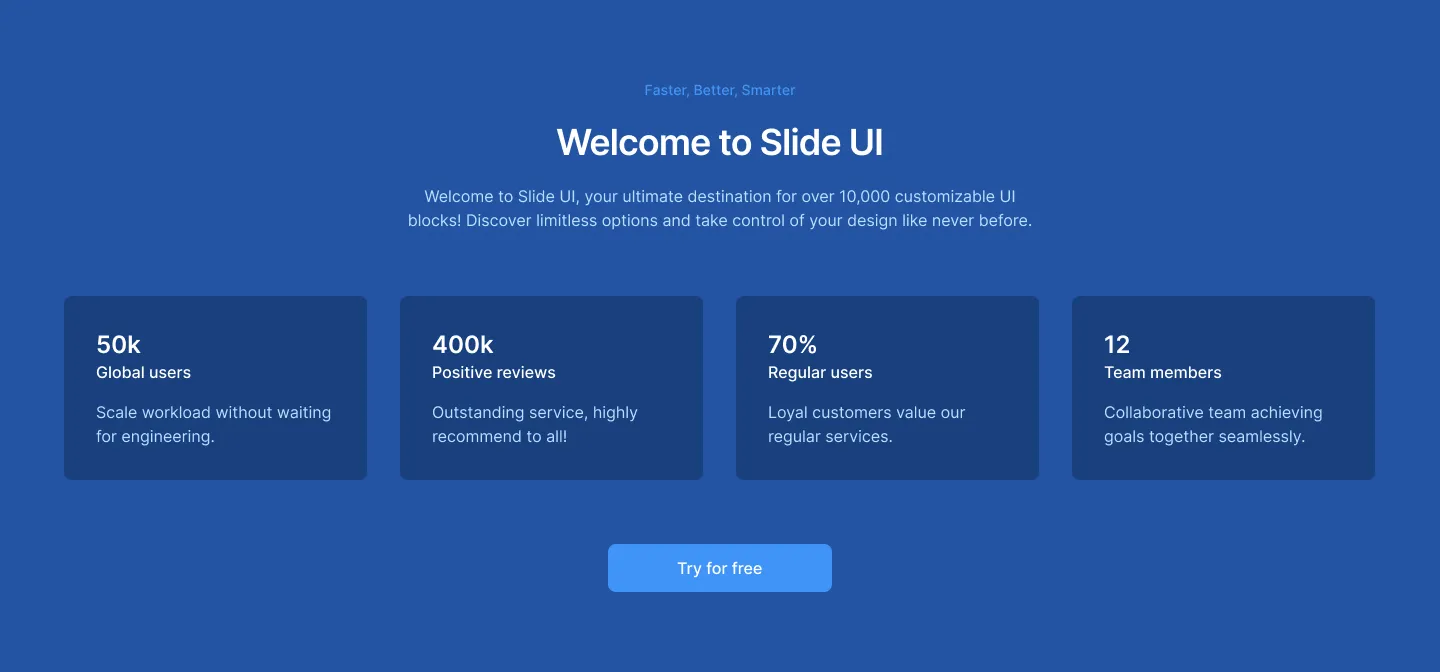 Faster, Better, Smarter
Welcome to Slide UI
Welcome to Slide UI, your ultimate destination for over 10,000 customizable UI
blocks! Discover limitless options and take control of your design like never before.
50k
Global users
Scale workload without waiting
for engineering.
400k
Positive reviews
Outstanding service, highly
recommend to all!
70%
Regular users
Loyal customers value our
regular services.
12
Team members
Collaborative team achieving
goals together seamlessly.
Try for free